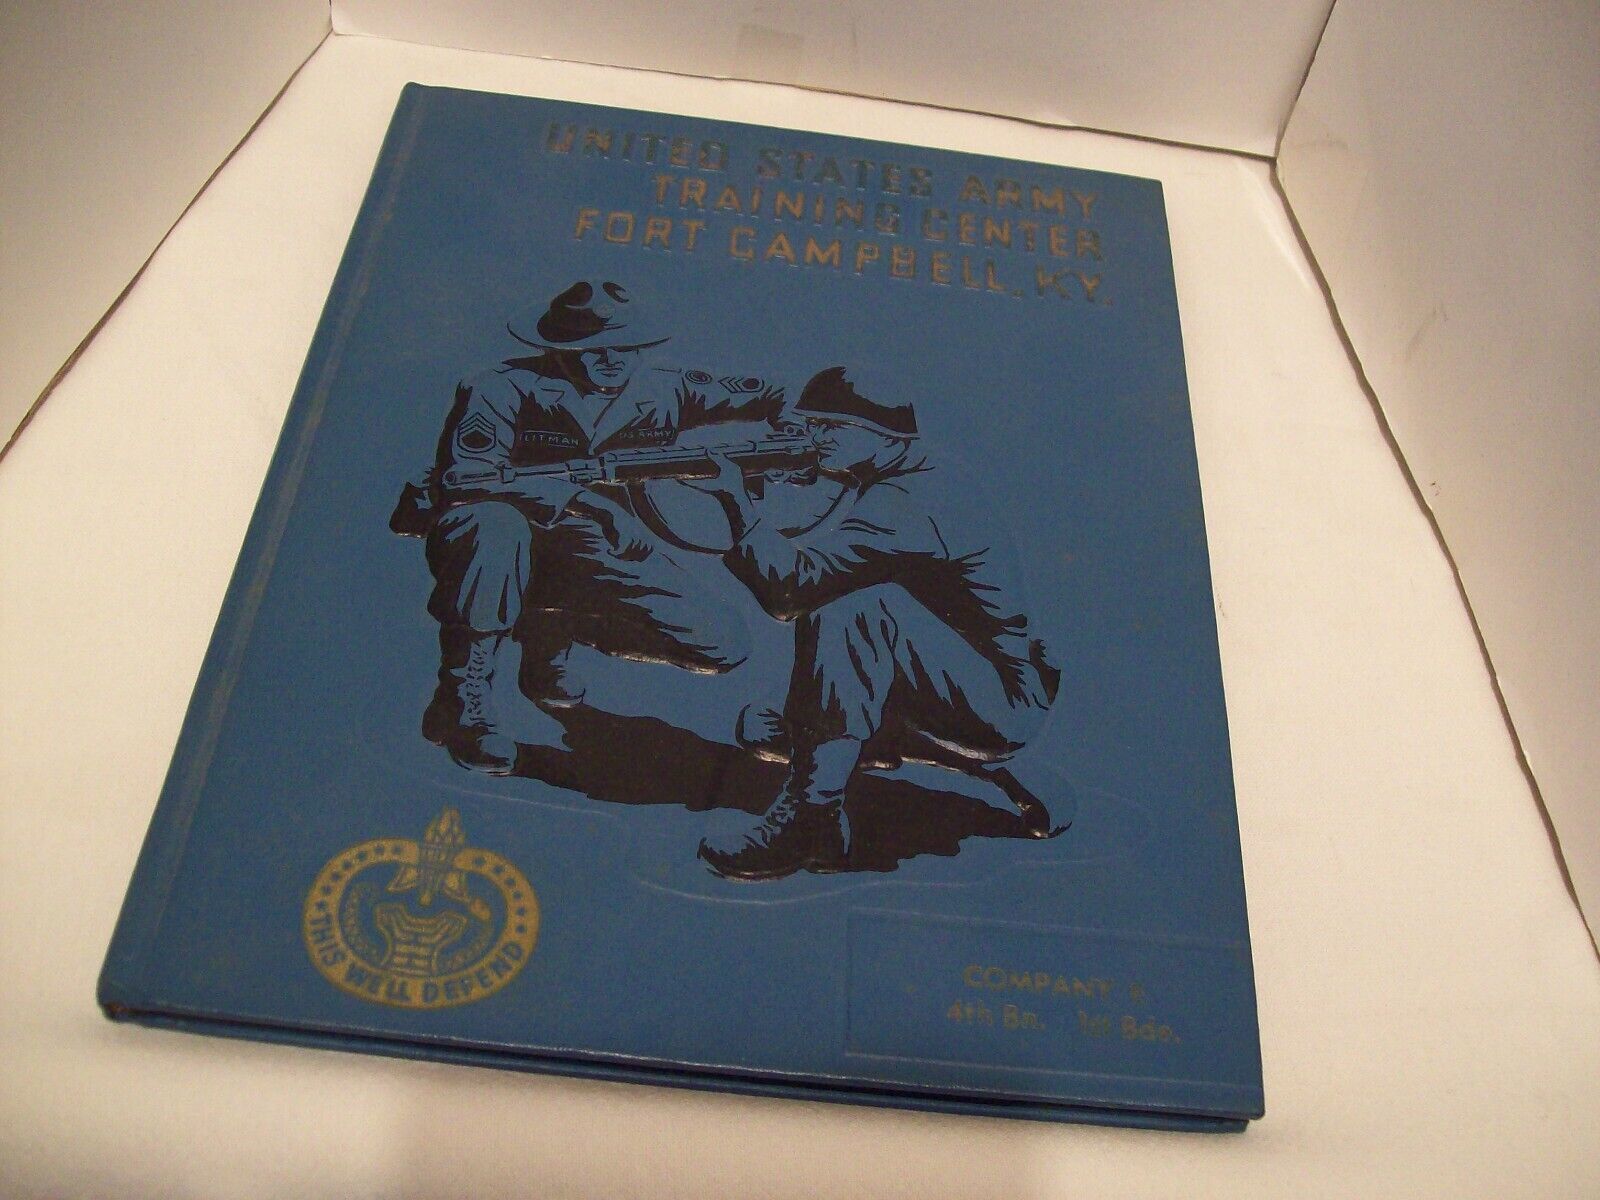 UNITED STATES ARMY
TRAINING CENTER
FORT CAMPBELL, KY.
LITMAN
US ARMY
THIS WE'LL DEFEND
COMPANY
4th Bn. 1st Bde.